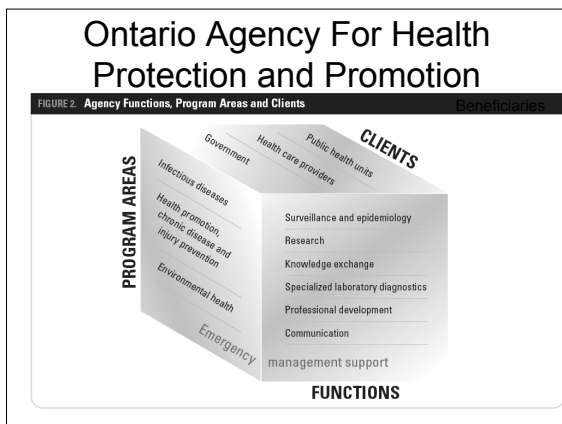 Ontario Agency For Health
Protection and Promotion
FIGURE 2. Agency Functions, Program Areas and Clients
Beneficiaries
CLIENTS
Government
Health care providers
Public health units
PROGRAM AREAS
Infectious diseases
Health promotion,
chronic disease and
injury prevention
Environmental health
Surveillance and epidemiology
Research
Knowledge exchange
Specialized laboratory diagnostics
Professional development
Communication
Emergency management support
FUNCTIONS